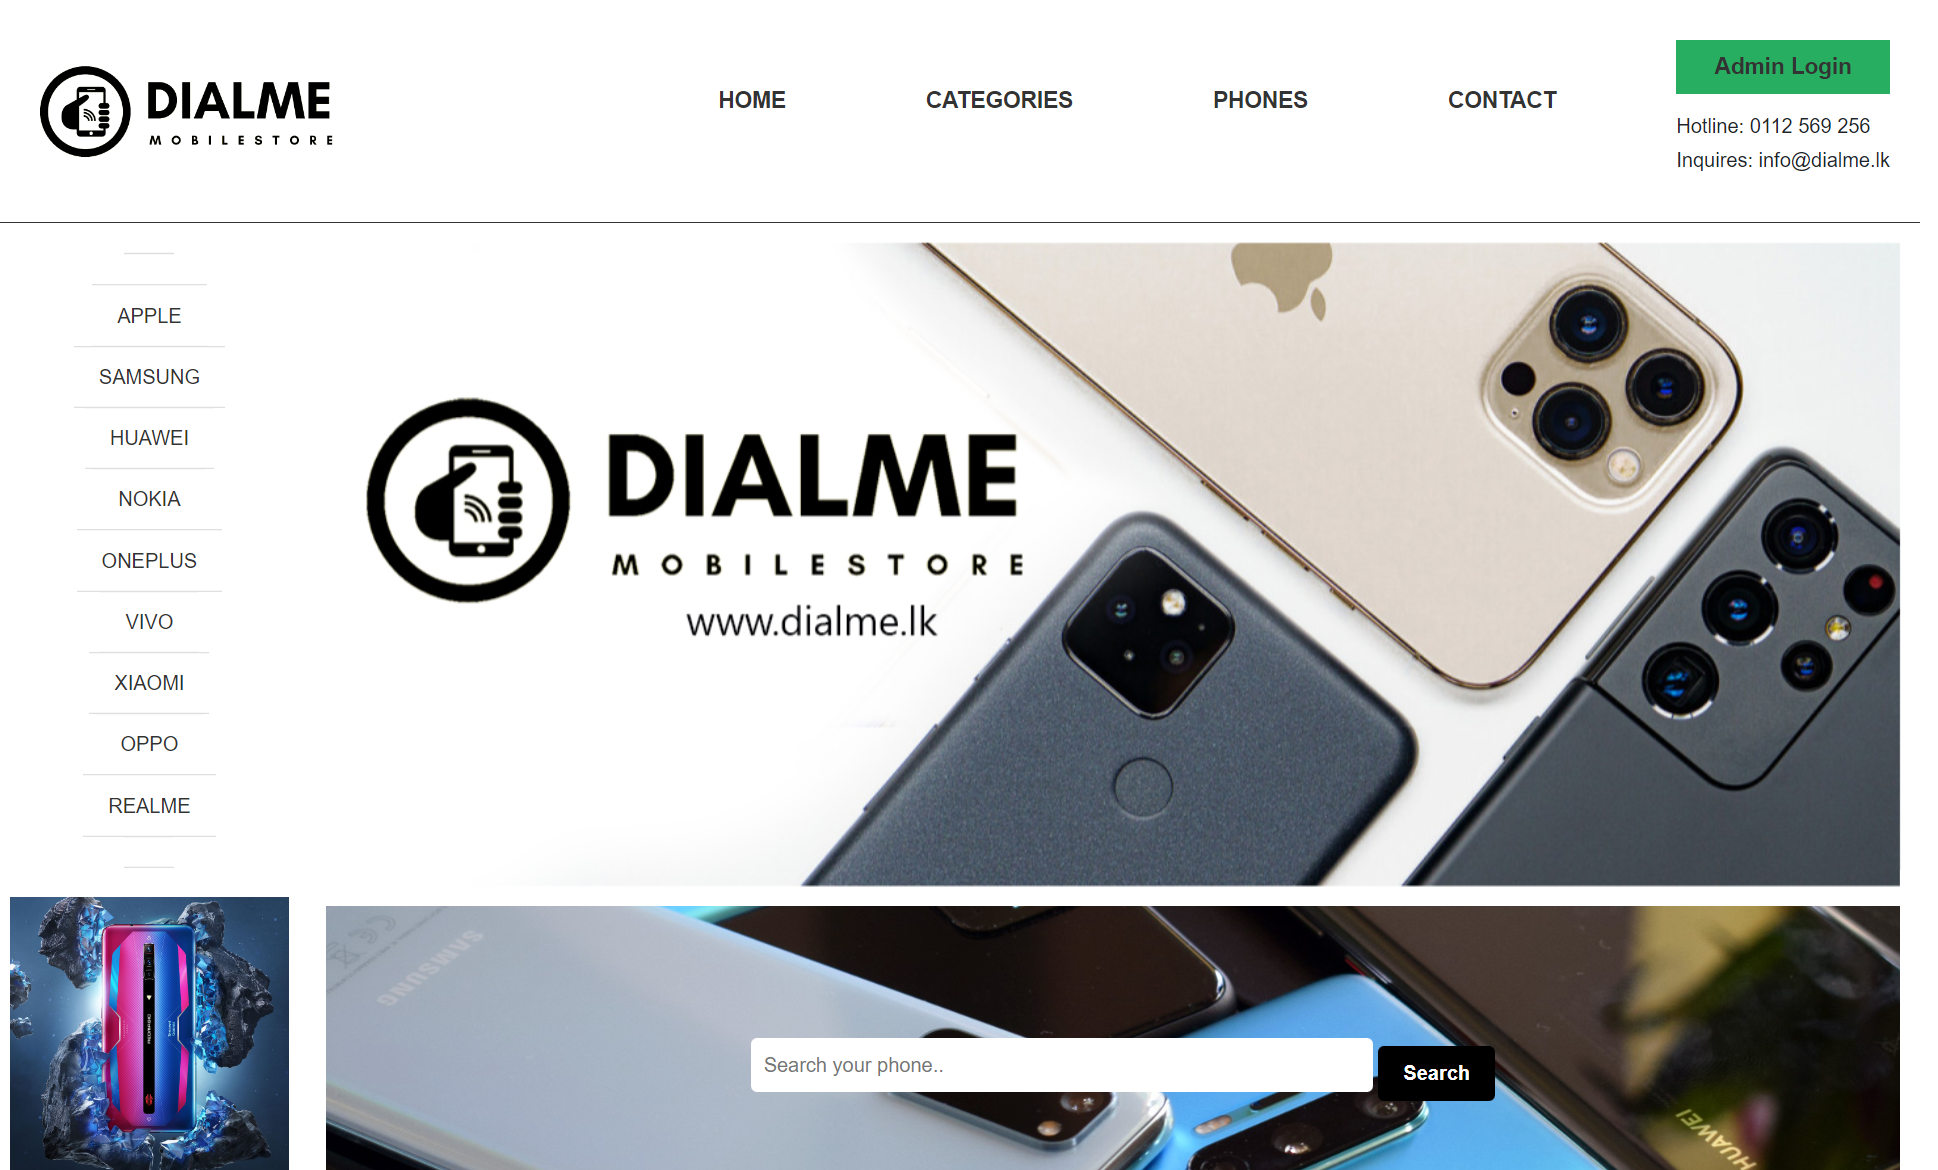 DIALME
MOBILESTORE
HOME
CATEGORIES
PHONES
CONTACT
Admin Login
Hotline: 0112 569 256
Inquires: info@dialme.lk
APPLE
SAMSUNG
HUAWEI
NOKIA
ONEPLUS
VIVO
XIAOMI
OPPO
REALME
DIALME
MOBILESTORE
www.dialme.lk
SAMSUNG
Search your phone..
Search
HUAWEI
HUAWEI